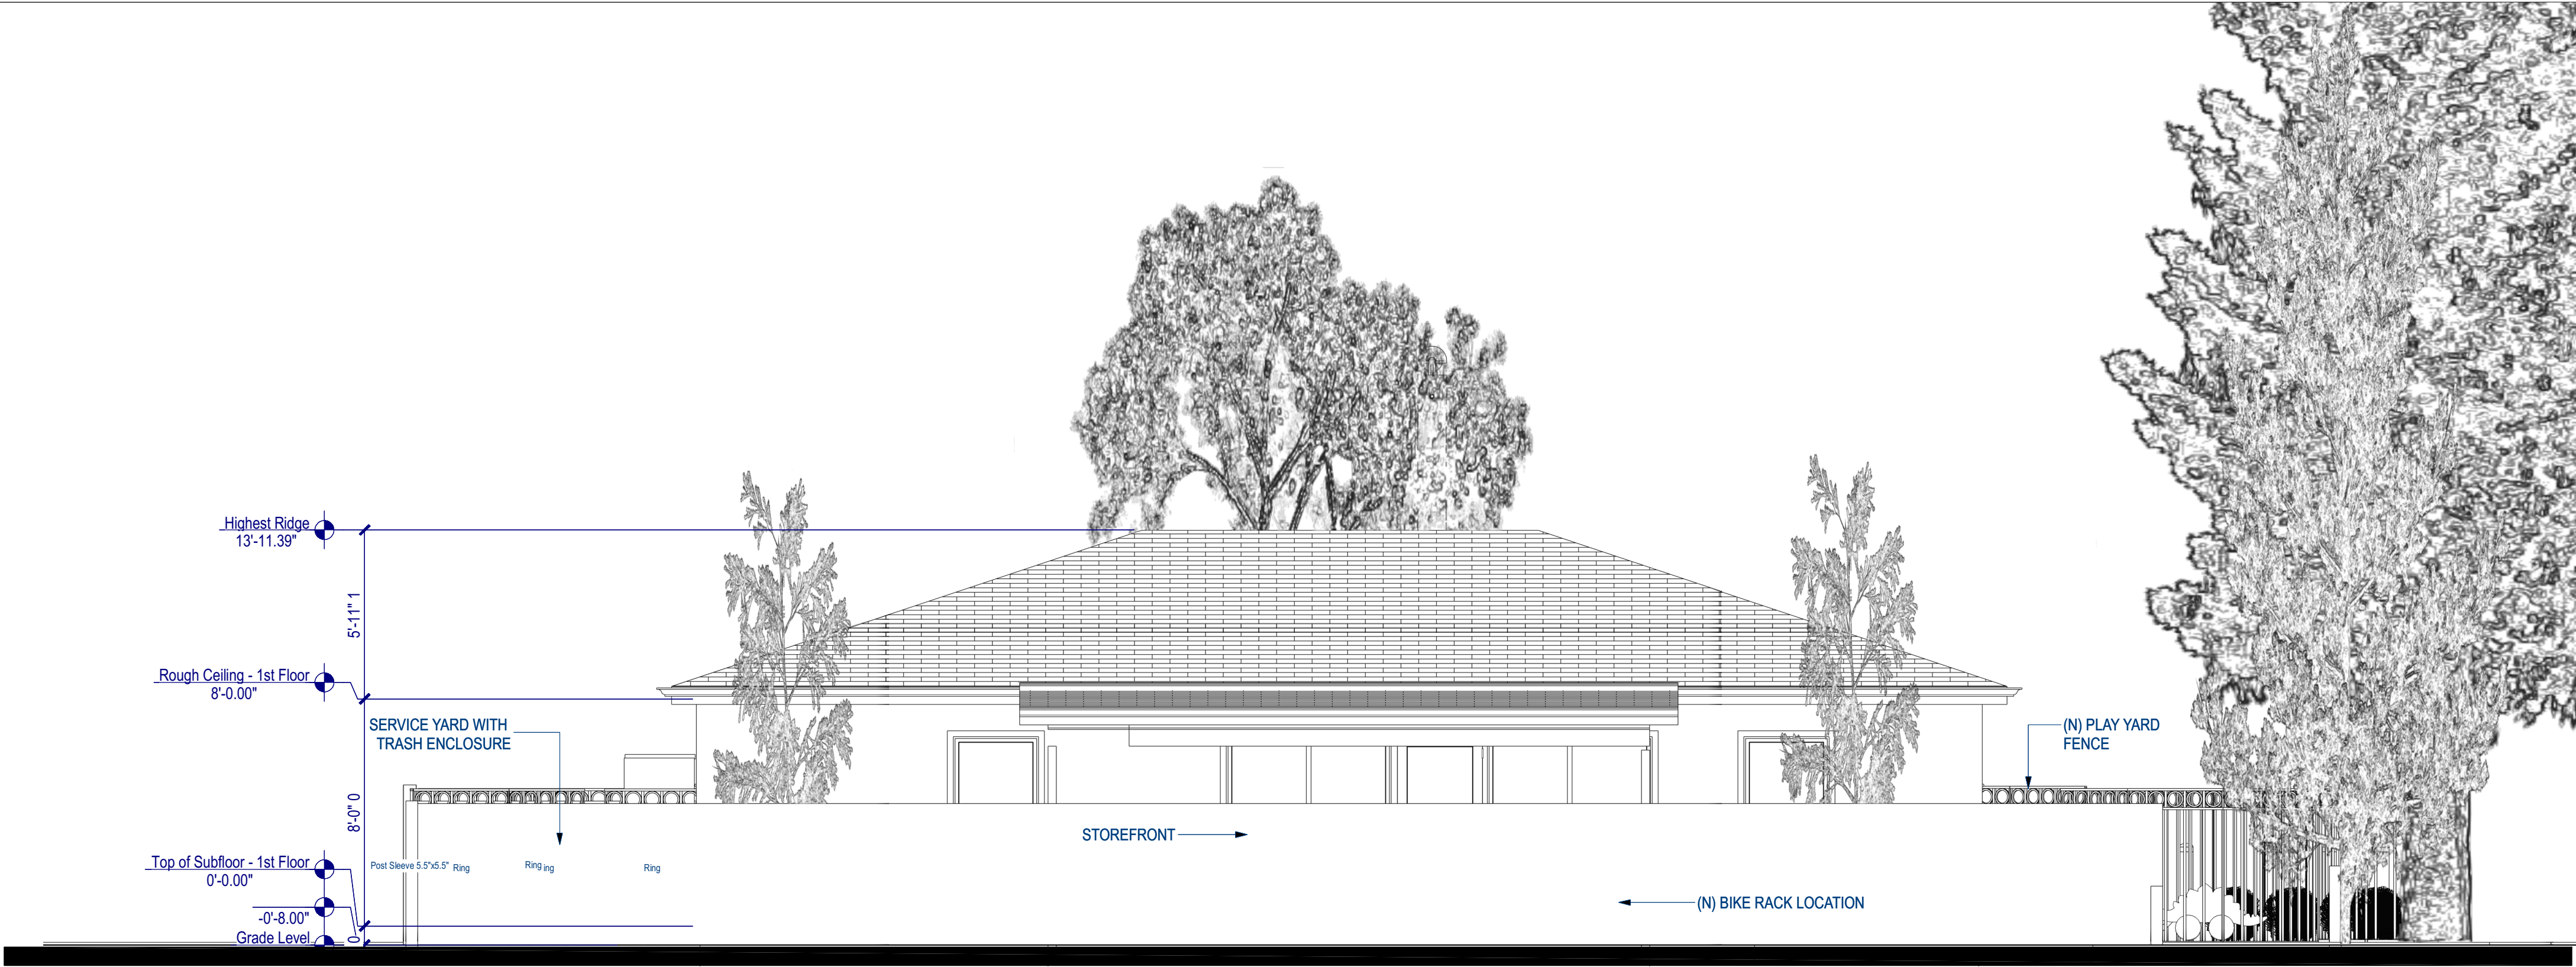 Highest Ridge
13'-11.39"
5'-11" 1
Rough Ceiling - 1st Floor
8'-0.00"
SERVICE YARD WITH
TRASH ENCLOSURE
(N) PLAY YARD
FENCE
8'-0" 0
STOREFRONT
Top of Subfloor - 1st Floor
0'-0.00"
Post Sleeve 5.5"x5.5"
Ring
Ring
ing
Ring
(N) BIKE RACK LOCATION
-0'-8.00"
Grade Level
0